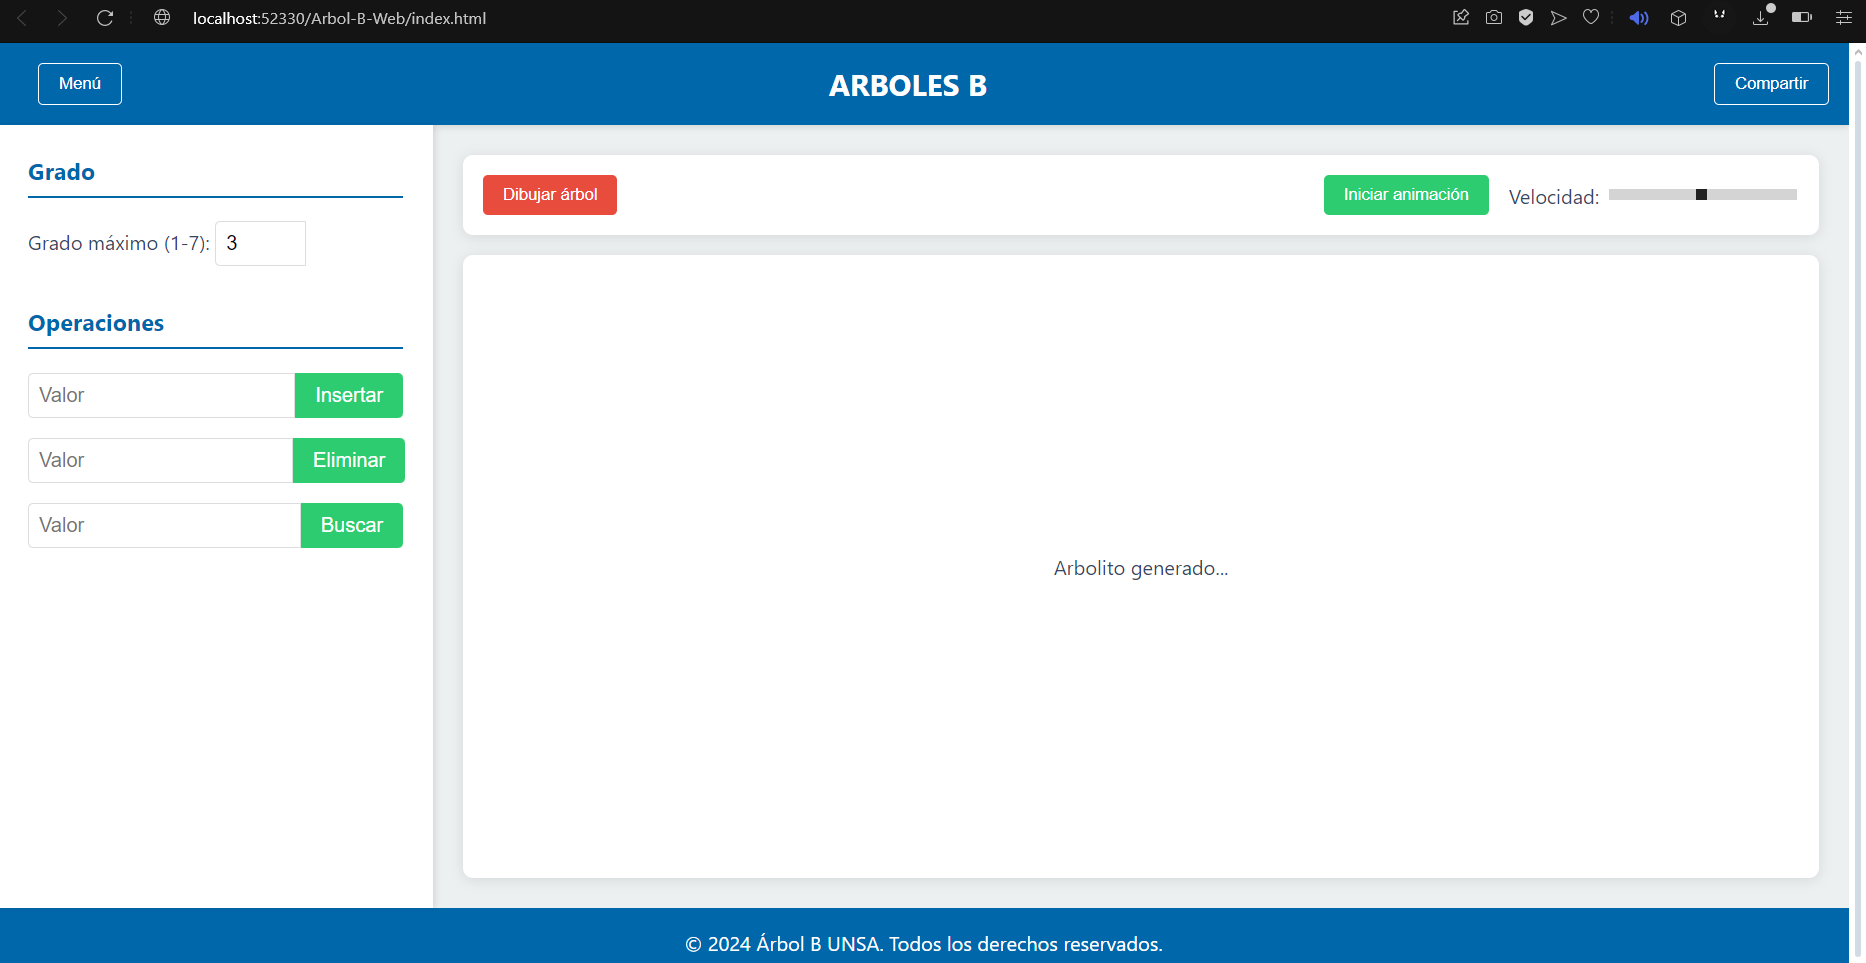 localhost:52330/Arbol-B-Web/index.html
Menú
ARBOLES B
Compartir
Grado
Grado máximo (1-7): 3
Operaciones
Valor Insertar
Valor Eliminar
Valor Buscar
Dibujar árbol
Iniciar animación
Velocidad:
Arbolito generado...
© 2024 Árbol B UNSA. Todos los derechos reservados.